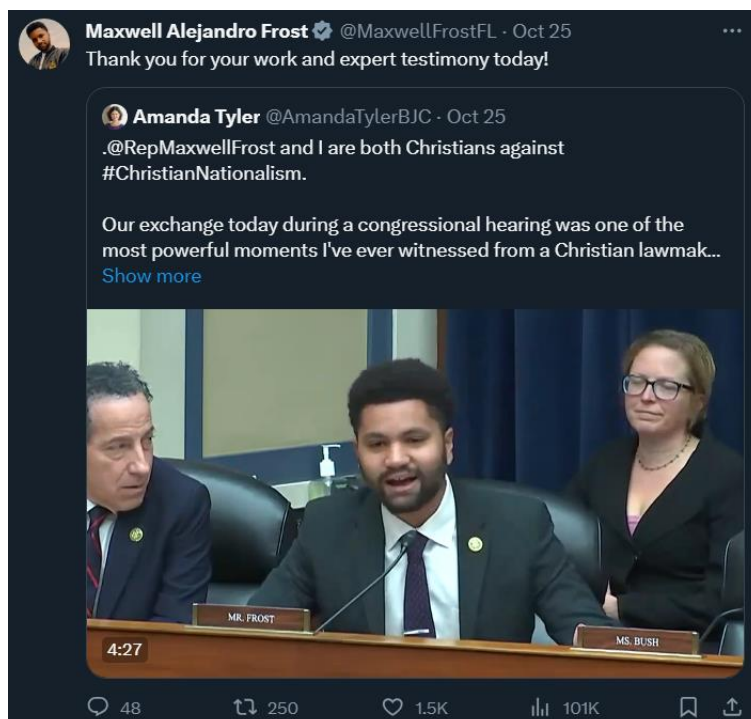 Maxwell Alejandro Frost @MaxwellFrostFL · Oct 25
Thank you for your work and expert testimony today!
Amanda Tyler @AmandaTylerBJC · Oct 25
.@RepMaxwellFrost and I are both Christians against
#ChristianNationalism.
Our exchange today during a congressional hearing was one of the
most powerful moments I've ever witnessed from a Christian lawmak...
Show more
MR. FROST
MS. BUSH
4:27
48 250 1.5K 101K